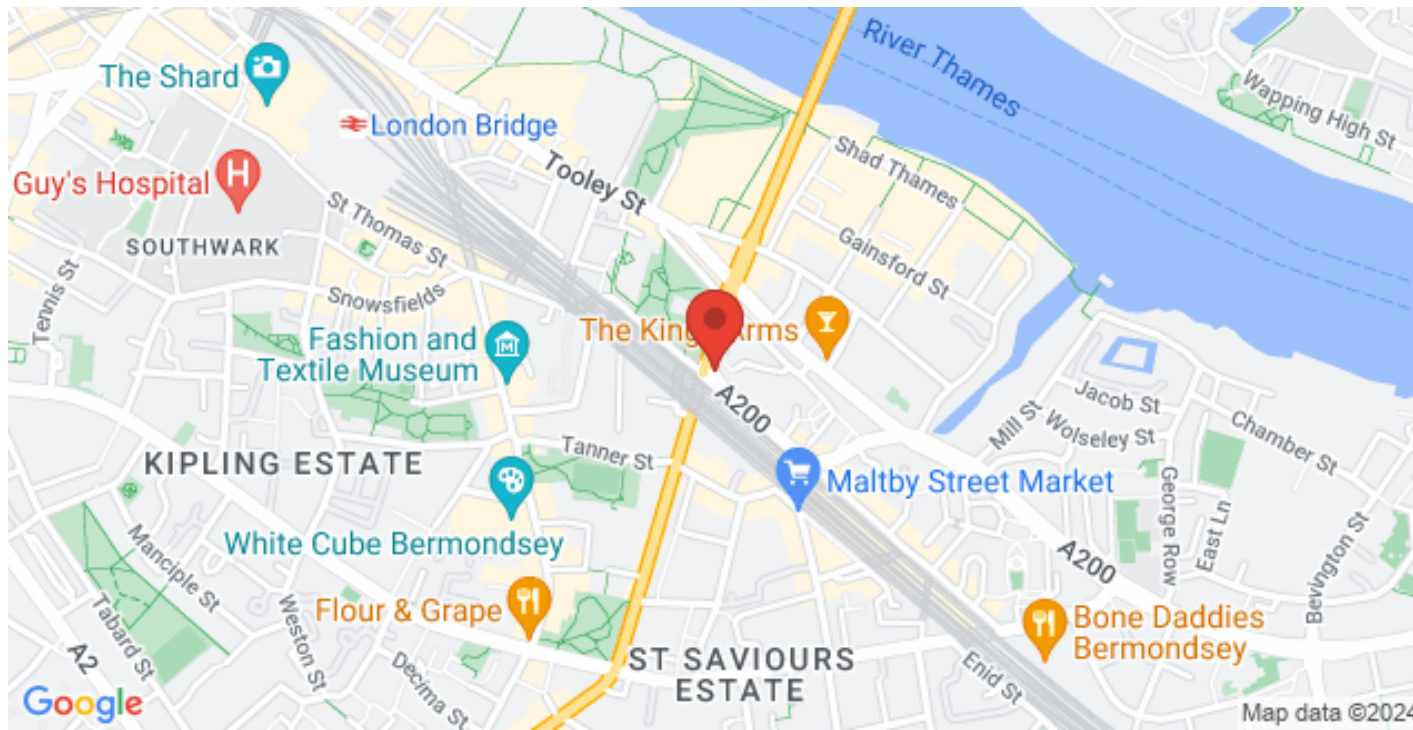 River Thames
The Shard
Wapping High St
London Bridge
Shad Thames
Guy's Hospital
Tooley St
St Thomas St
SOUTHWARK
Gainsford St
Tennis St
Snowsfields
Fashion and
Textile Museum
The King
Arms
A200
Jacob St
Mill St
Wolseley St
Chamber St
KIPLING ESTATE
Tanner St
Maltby Street Market
George Row
East Ln
White Cube Bermondsey
Manciple St
A200
Bevington St
Flour & Grape
Weston St
Tabard St
A2
Decima St
Bone Daddies
Bermondsey
ST SAVIOURS
ESTATE
Enid St
Google
Map data ©2024